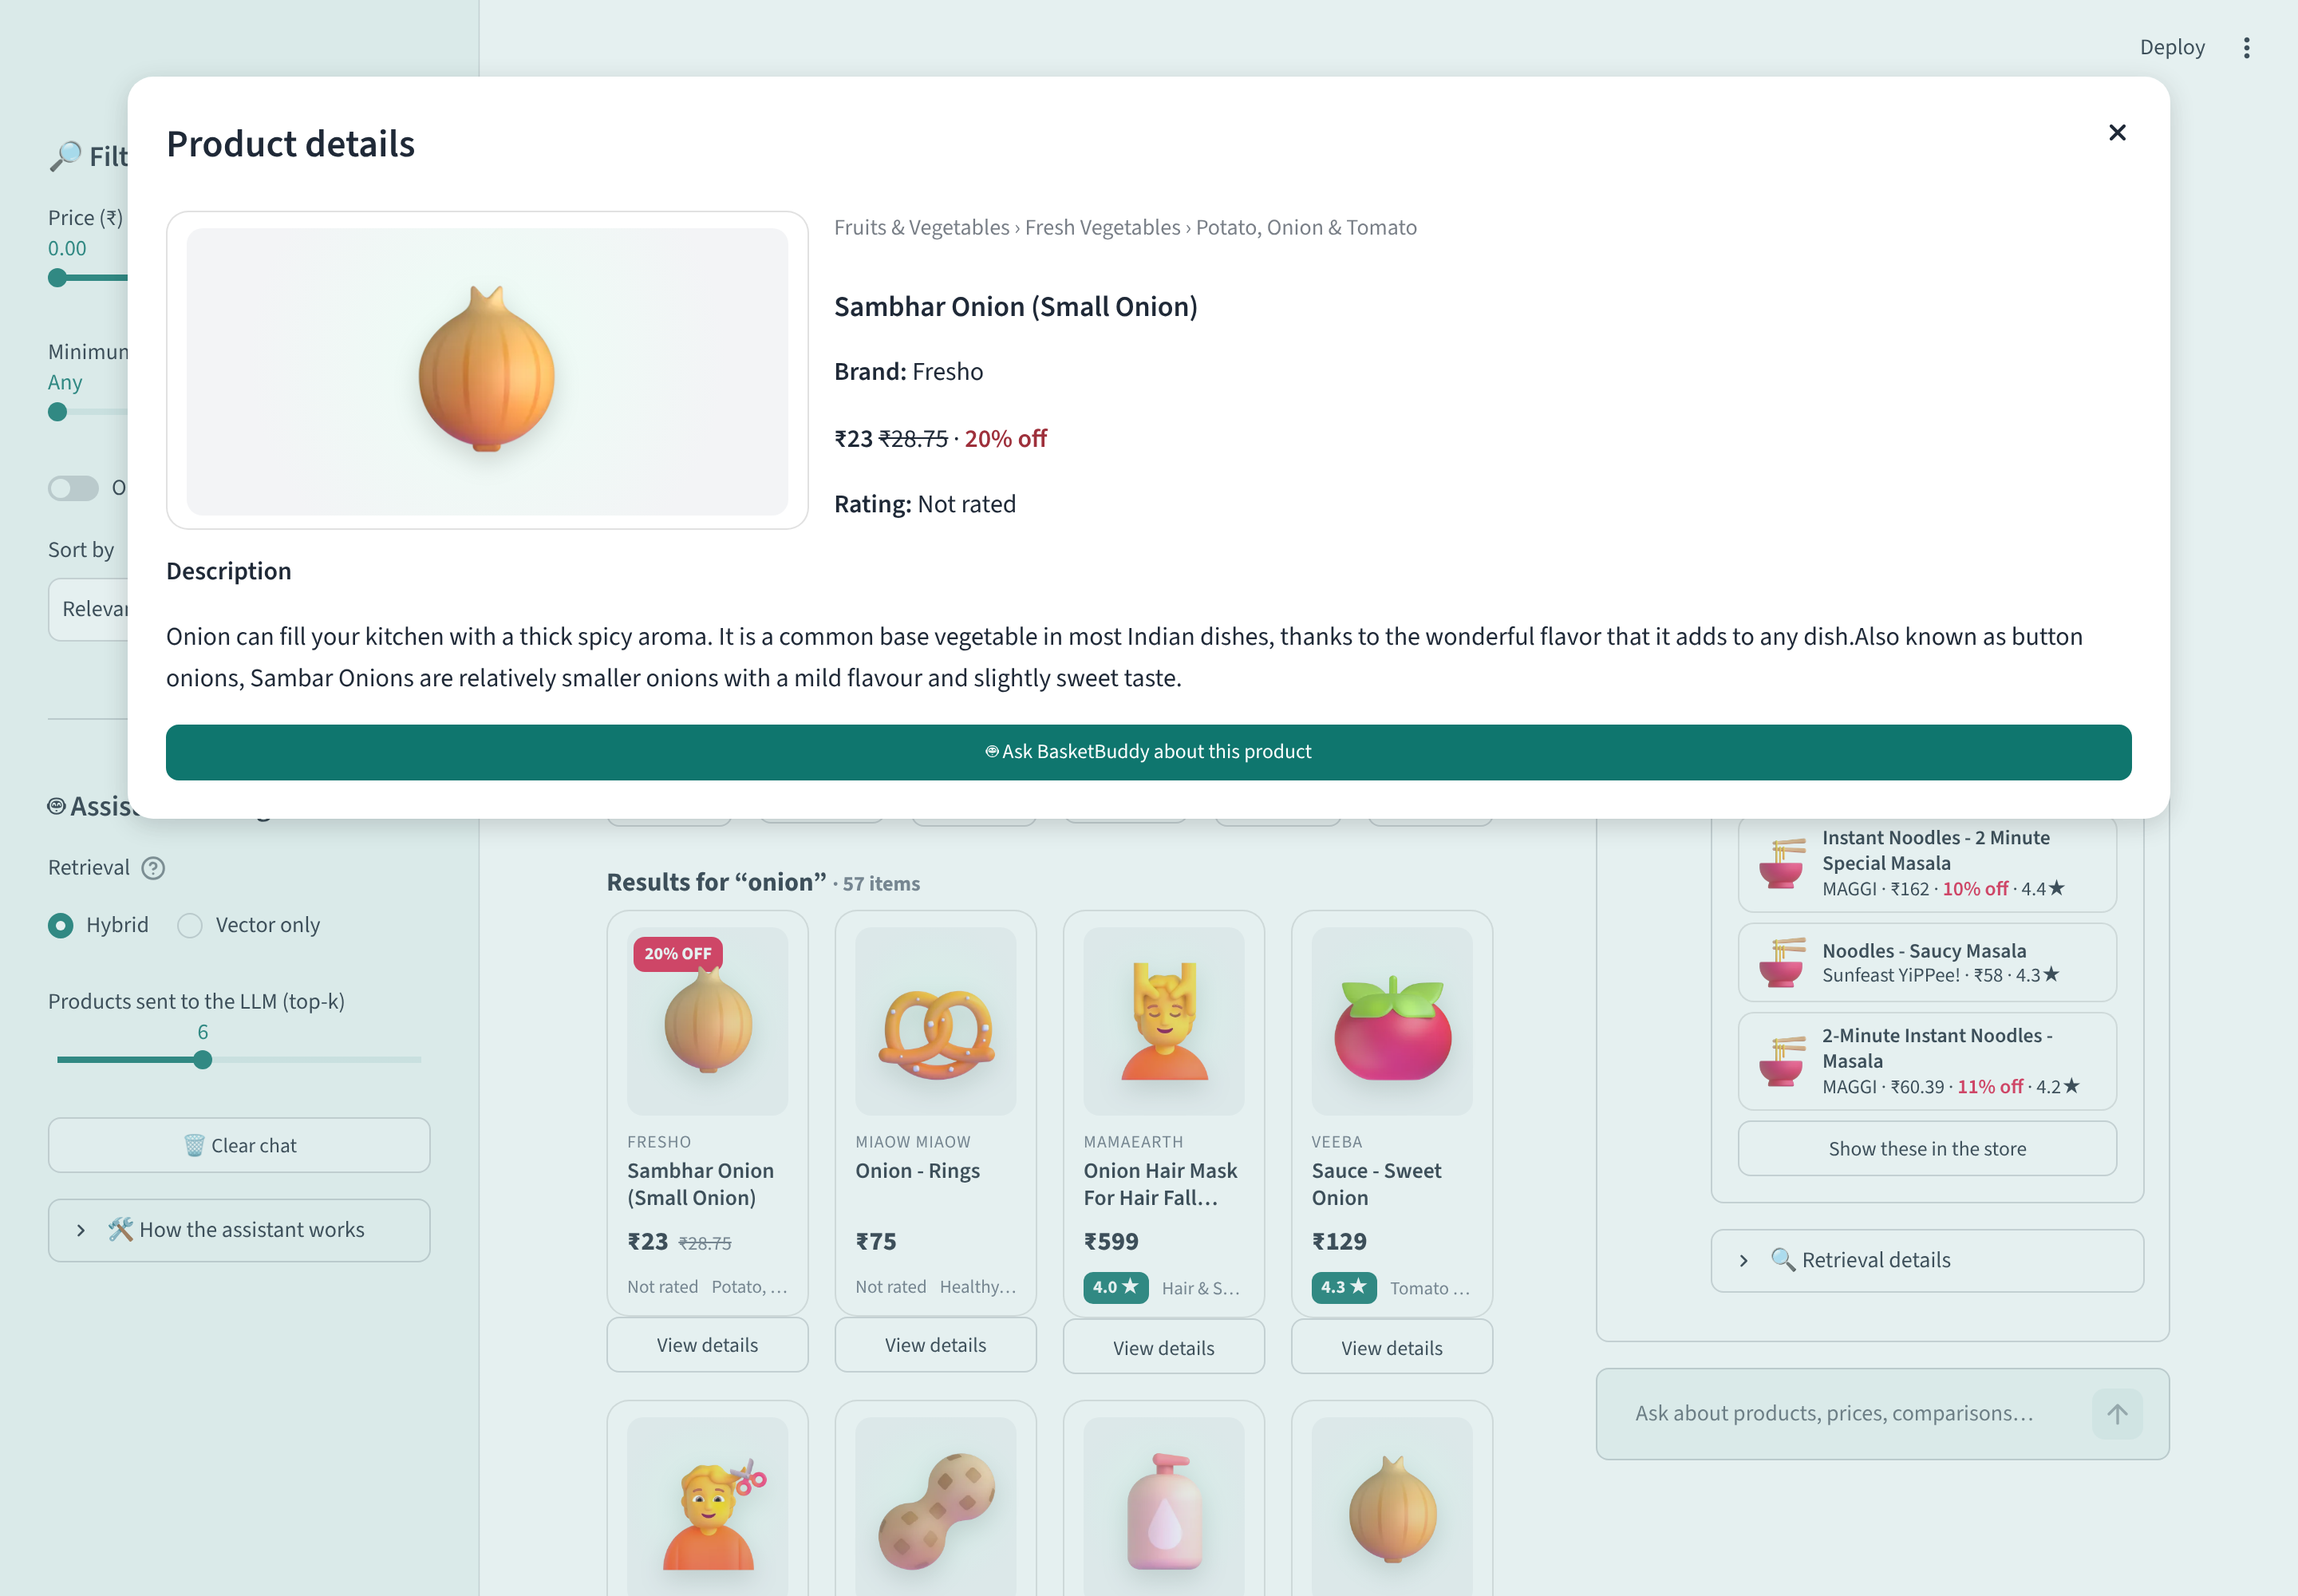 Deploy
Product details
Fruits & Vegetables › Fresh Vegetables › Potato, Onion & Tomato
Sambhar Onion (Small Onion)
Brand: Fresho
₹23 ₹28.75 · 20% off
Rating: Not rated
Description
Onion can fill your kitchen with a thick spicy aroma. It is a common base vegetable in most Indian dishes, thanks to the wonderful flavor that it adds to any dish.Also known as button
onions, Sambar Onions are relatively smaller onions with a mild flavour and slightly sweet taste.
Ask BasketBuddy about this product
Price (₹)
0.00
Any
Sort by
Retrieval
Hybrid Vector only
Products sent to the LLM (top-k)
6
Clear chat
How the assistant works
Results for “onion” · 57 items
20% OFF
FRESHO
Sambhar Onion
(Small Onion)
₹23 ₹28.75
Not rated Potato, …
View details
MIAOW MIAOW
Onion - Rings
₹75
Not rated Healthy…
View details
MAMAEARTH
Onion Hair Mask
For Hair Fall…
₹599
4.0 ★ Hair & S…
View details
VEEBA
Sauce - Sweet
Onion
₹129
4.3 ★ Tomato …
View details
Instant Noodles - 2 Minute
Special Masala
MAGGI · ₹162 · 10% off · 4.4★
Noodles - Saucy Masala
Sunfeast YiPPee! · ₹58 · 4.3★
2-Minute Instant Noodles -
Masala
MAGGI · ₹60.39 · 11% off · 4.2★
Show these in the store
Retrieval details
Ask about products, prices, comparisons…